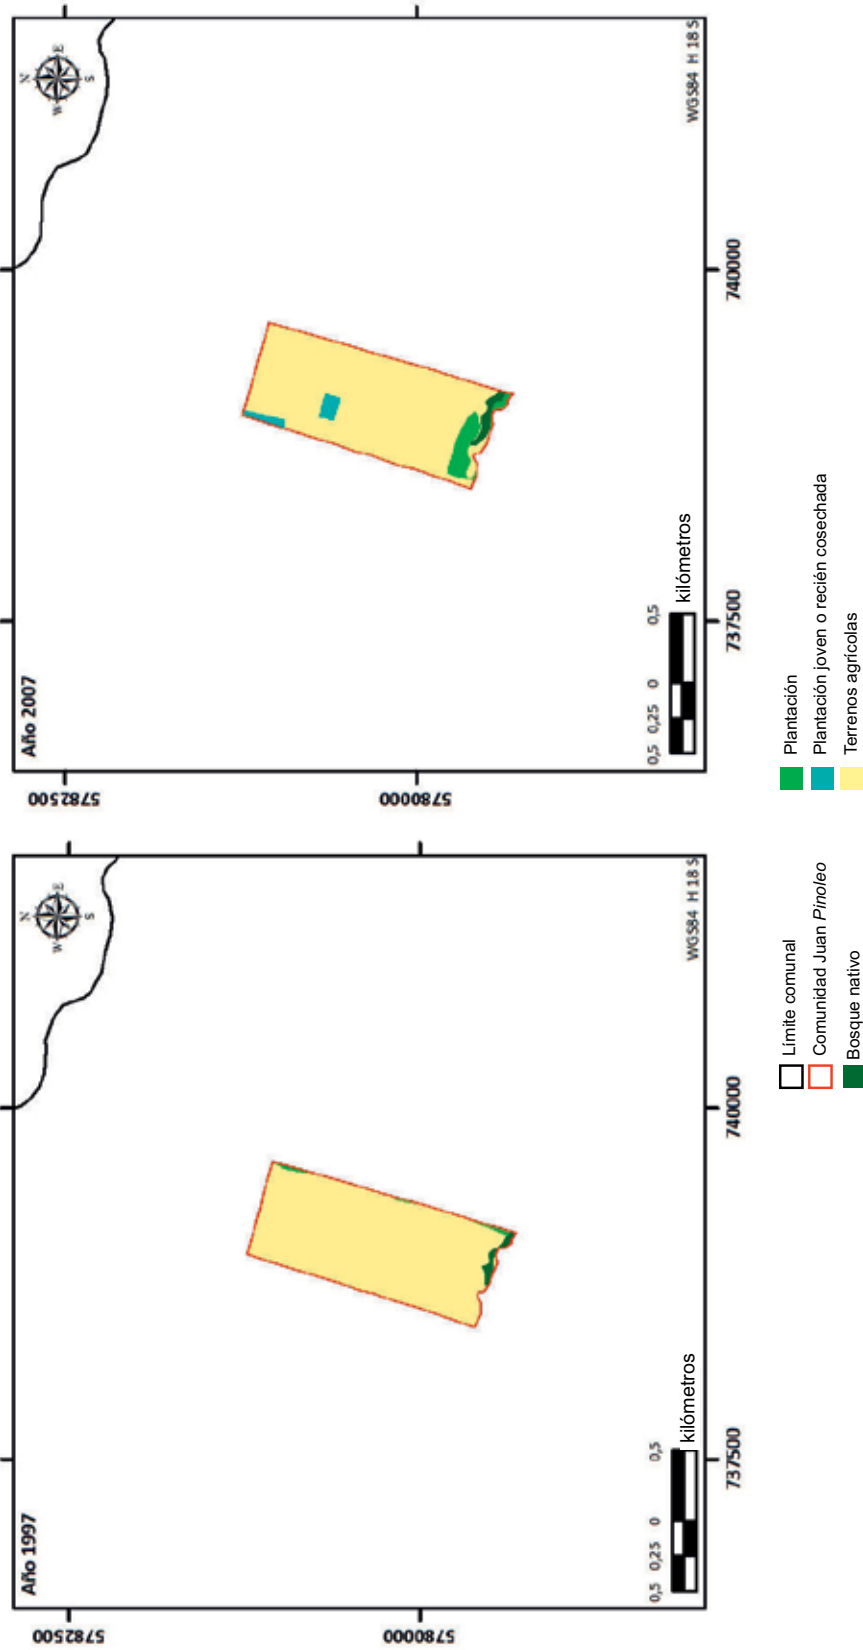 Año 1997
N
W
E
S
5782500
5780000
0,5 0,25 0 0,5
kilómetros
WGS84 H 18 S
737500
740000
Año 2007
N
W
E
S
5782500
5780000
0,5 0,25 0 0,5
kilómetros
WGS84 H 18 S
737500
740000
Límite comunal
Comunidad Juan Pinoleo
Bosque nativo
Plantación
Plantación joven o recién cosechada
Terrenos agrícolas